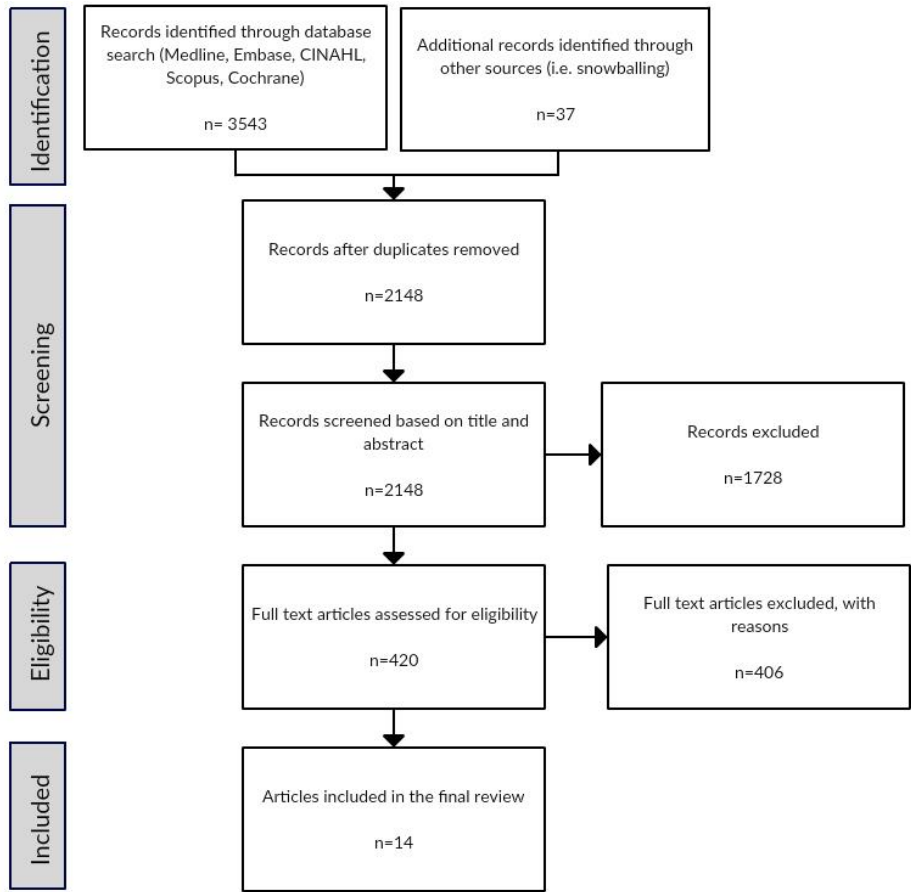 Identification
Records identified through database
search (Medline, Embase, CINAHL,
Scopus, Cochrane)
n= 3543
Additional records identified through
other sources (i.e. snowballing)
n=37
Screening
Records after duplicates removed
n=2148
Records screened based on title and
abstract
n=2148
Records excluded
n=1728
Eligibility
Full text articles assessed for eligibility
n=420
Full text articles excluded, with
reasons
n=406
Included
Articles included in the final review
n=14